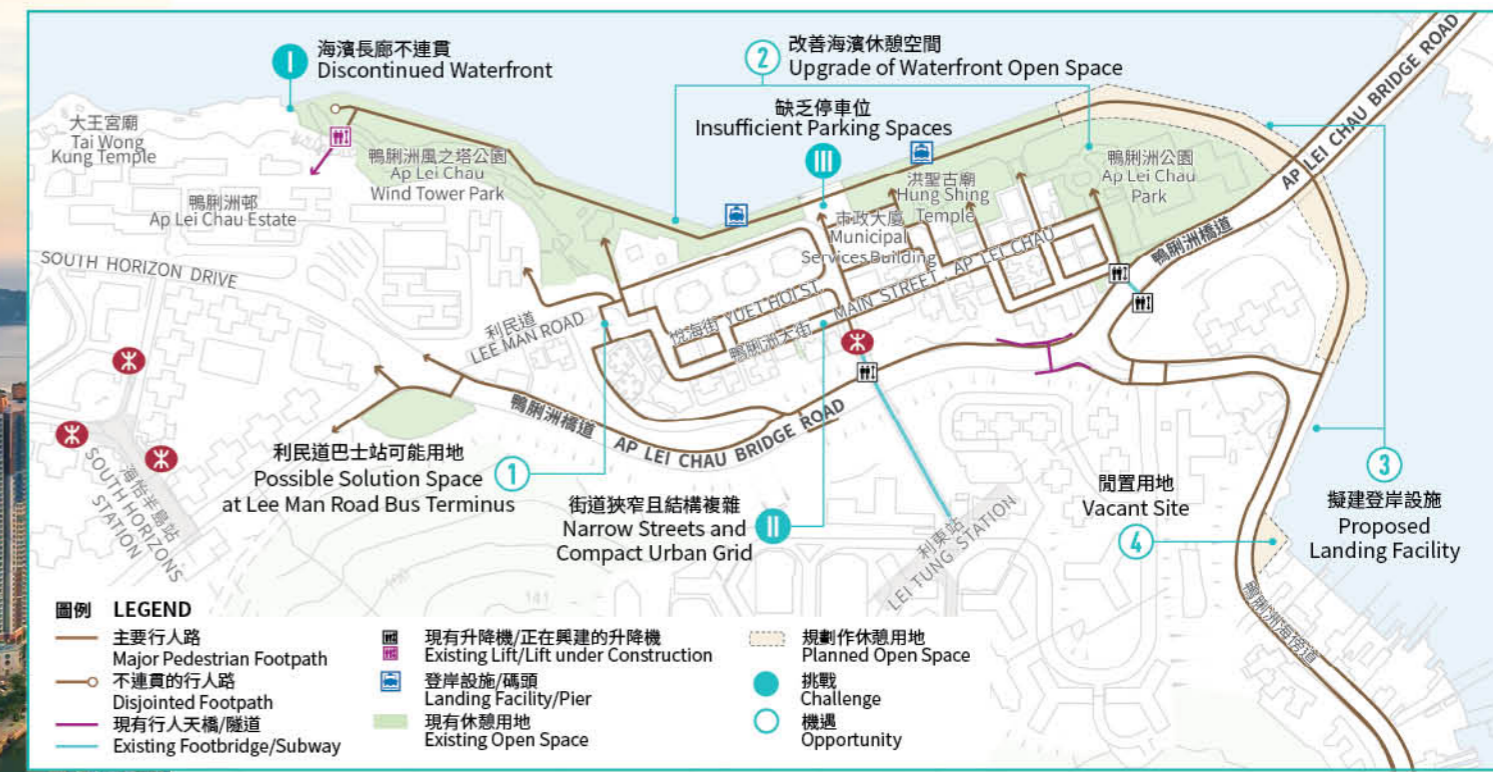 海濱長廊不連貫
I Discontinued Waterfront
改善海濱休憩空間
2 Upgrade of Waterfront Open Space
缺乏停車位
Insufficient Parking Spaces
III
AP LEI CHAU BRIDGE ROAD
大王宮廟
Tai Wong
Kung Temple
鴨脷洲風之塔公園
Ap Lei Chau
Wind Tower Park
鴨脷洲邨
Ap Lei Chau Estate
洪聖古廟
Hung Shing
Temple
鴨脷洲公園
Ap Lei Chau
Park
市政大廈
Municipal
Services Building
AP LEI CHAU BRIDGE ROAD
鴨脷洲橋道
SOUTH HORIZON DRIVE
利民道
LEE MAN ROAD
悅海街 YUET HOI ST.
鴨脷洲大街 MAIN STREET, AP LEI CHAU
鴨脷洲橋道 AP LEI CHAU BRIDGE ROAD
海怡半島站
SOUTH HORIZONS
STATION
利民道巴士站可能用地
Possible Solution Space
at Lee Man Road Bus Terminus
1
街道狹窄且結構複雜
Narrow Streets and
Compact Urban Grid
II
利東站
LEI TUNG STATION
閒置用地
Vacant Site
4
3
擬建登岸設施
Proposed
Landing Facility
鴨脷洲海旁道
141
圖例 LEGEND
主要行人路
Major Pedestrian Footpath
不連貫的行人路
Disjointed Footpath
現有行人天橋/隧道
Existing Footbridge/Subway
現有升降機/正在興建的升降機
Existing Lift/Lift under Construction
登岸設施/碼頭
Landing Facility/Pier
現有休憩用地
Existing Open Space
規劃作休憩用地
Planned Open Space
挑戰
Challenge
機遇
Opportunity